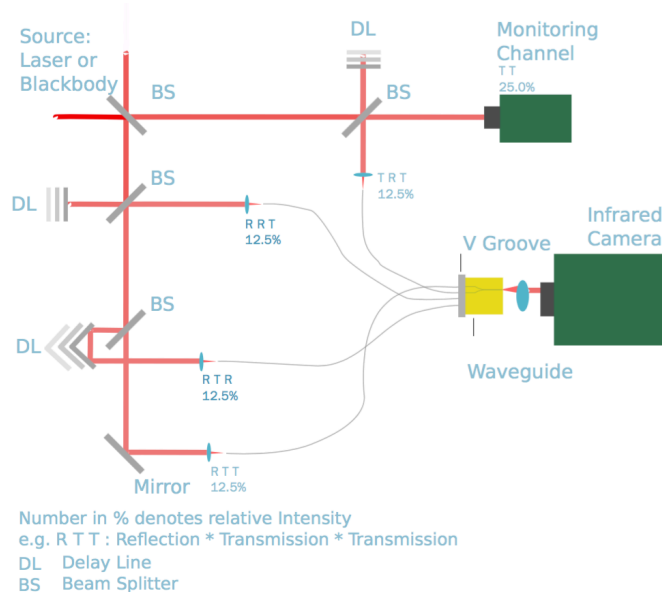 Source:
Laser or
Blackbody
BS
DL
BS
Monitoring
Channel
T T
25.0%
BS
DL
R R T
12.5%
T R T
12.5%
V Groove
Infrared
Camera
BS
DL
R T R
12.5%
Waveguide
R T T
12.5%
Mirror
Number in % denotes relative Intensity
e.g. R T T : Reflection * Transmission * Transmission
DL Delay Line
BS Beam Splitter